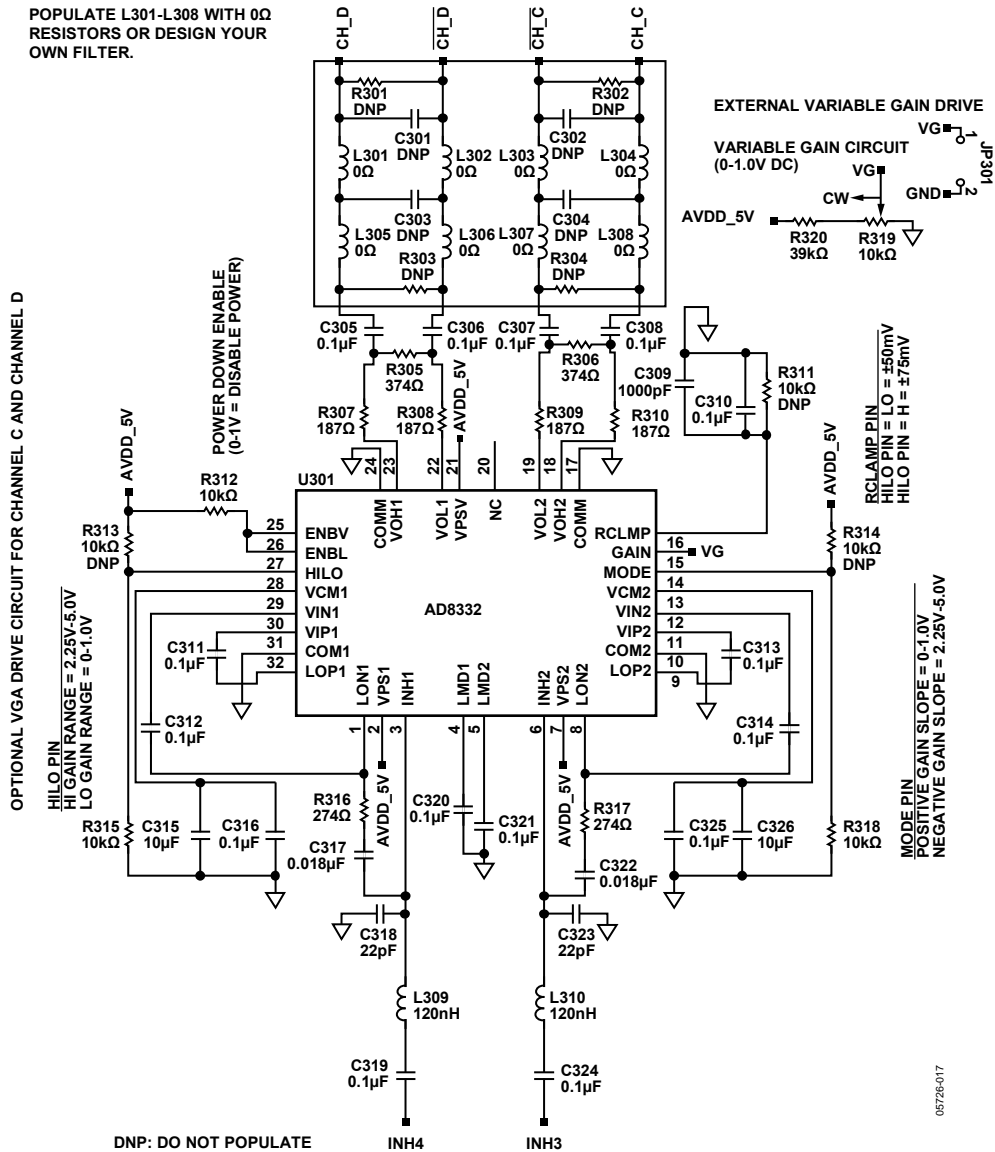 POPULATE L301-L308 WITH 0Ω
RESISTORS OR DESIGN YOUR
OWN FILTER.
CH_D
CH_D
CH_C
CH_C
R301
DNP
R302
DNP
C301
DNP
C302
DNP
L301
0Ω
L302
0Ω
L303
0Ω
L304
0Ω
C303
DNP
C304
DNP
L305
0Ω
L306
0Ω
L307
0Ω
L308
0Ω
R303
DNP
R304
DNP
EXTERNAL VARIABLE GAIN DRIVE
VG
1
JP301
GND
2
VARIABLE GAIN CIRCUIT
(0-1.0V DC)
VG
CW
AVDD_5V
R320
39kΩ
R319
10kΩ
OPTIONAL VGA DRIVE CIRCUIT FOR CHANNEL C AND CHANNEL D
POWER DOWN ENABLE
(0-1V = DISABLE POWER)
C305
0.1µF
C306
0.1µF
C307
0.1µF
C308
0.1µF
R305
374Ω
R306
374Ω
R307
187Ω
R308
187Ω
AVDD_5V
R309
187Ω
R310
187Ω
C309
1000pF
C310
0.1µF
R311
10kΩ
DNP
RCLAMP PIN
HILO PIN = LO = ±50mV
HILO PIN = H = ±75mV
AVDD_5V
R312
10kΩ
R313
10kΩ
DNP
AVDD_5V
R314
10kΩ
DNP
U301
24
23
22
21
20
19
18
17
COMM
VOH1
VOL1
VPSV
NC
VOL2
VOH2
COMM
25 ENBV
26 ENBL
27 HILO
28 VCM1
29 VIN1
30 VIP1
31 COM1
32 LOP1
AD8332
RCLMP
16
GAIN
VG
15
MODE
14
VCM2
13
VIN2
12
VIP2
11
COM2
10
LOP2
9
LON1
VPS1
INH1
LMD1
LMD2
INH2
VPS2
LON2
1
2
3
4
5
6
7
8
C311
0.1µF
C312
0.1µF
C313
0.1µF
C314
0.1µF
HILO PIN
HI GAIN RANGE = 2.25V-5.0V
LO GAIN RANGE = 0-1.0V
MODE PIN
POSITIVE GAIN SLOPE = 0-1.0V
NEGATIVE GAIN SLOPE = 2.25V-5.0V
R315
10kΩ
C315
10µF
C316
0.1µF
R316
274Ω
AVDD_5V
C317
0.018µF
C320
0.1µF
C321
0.1µF
AVDD_5V
R317
274Ω
C322
0.018µF
C325
0.1µF
C326
10µF
R318
10kΩ
C318
22pF
C323
22pF
L309
120nH
L310
120nH
C319
0.1µF
C324
0.1µF
INH4
INH3
DNP: DO NOT POPULATE
05726-017